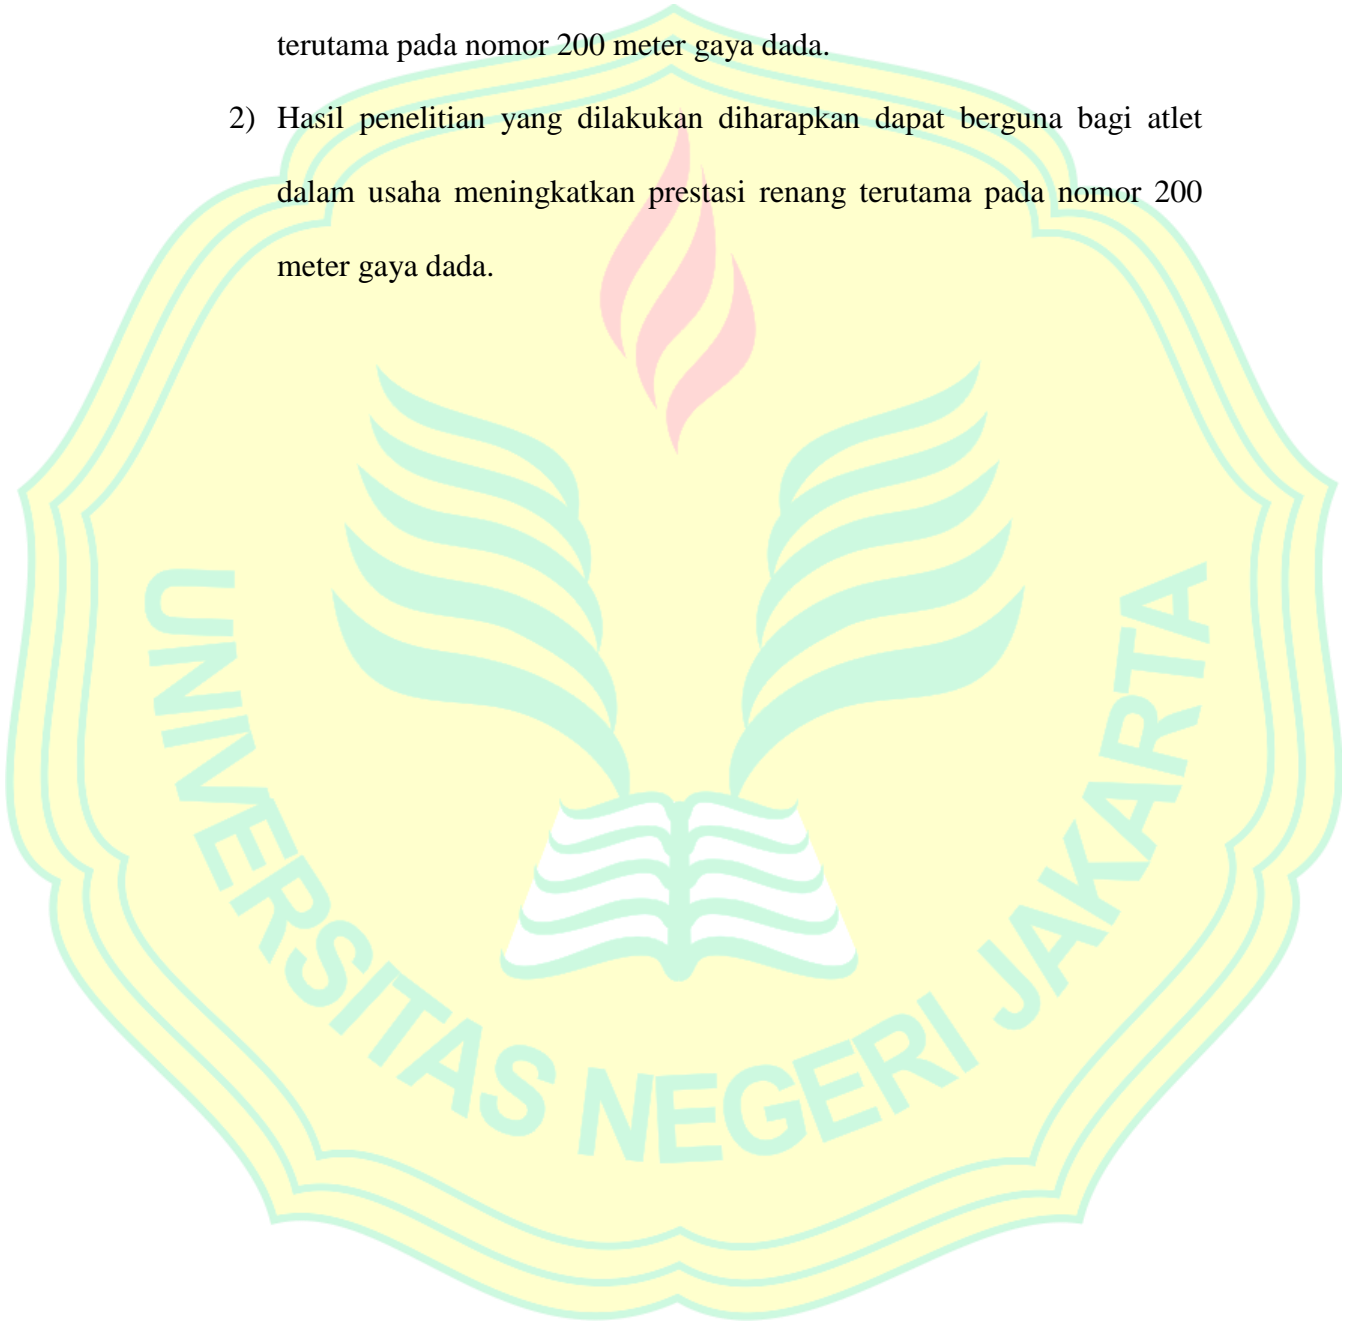 terutama pada nomor 200 meter gaya dada.
2) Hasil penelitian yang dilakukan diharapkan dapat berguna bagi atlet
dalam usaha meningkatkan prestasi renang terutama pada nomor 200
meter gaya dada.
UNIVERSITAS NEGERI JAKARTA